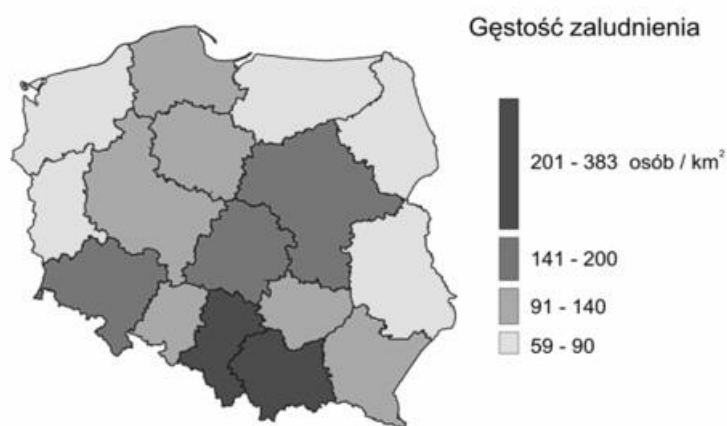 Gęstość zaludnienia
201 - 383 osób / km²
141 - 200
91 - 140
59 - 90